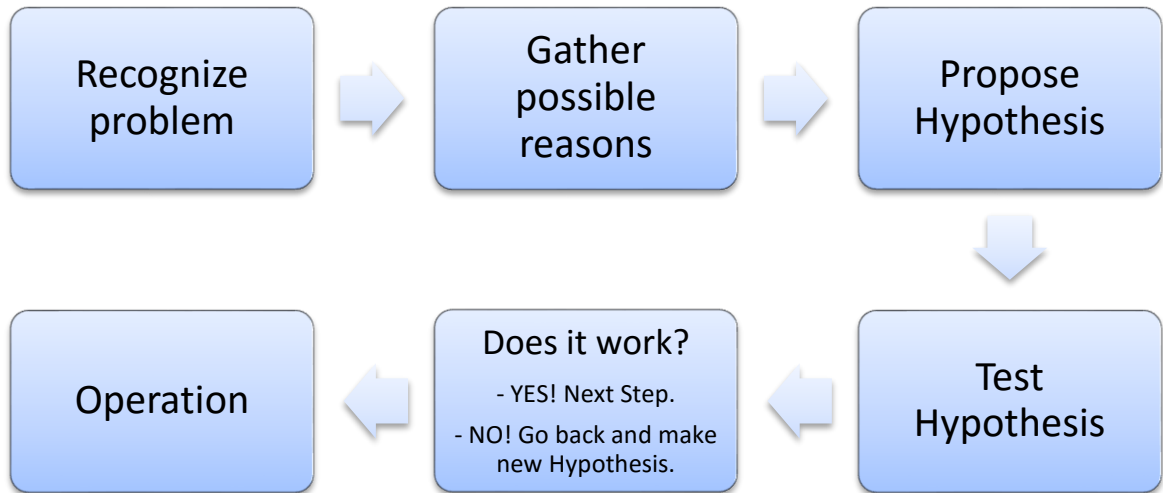 Recognize
problem
Gather
possible
reasons
Propose
Hypothesis
Test
Hypothesis
Does it work?
- YES! Next Step.
- NO! Go back and make
new Hypothesis.
Operation